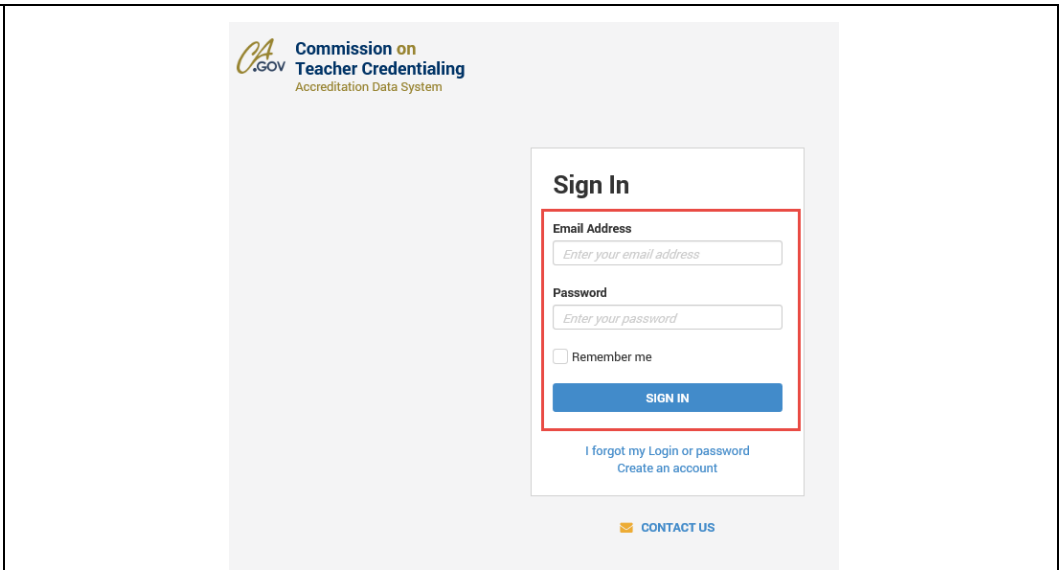 CA
.GOV
Commission on
Teacher Credentialing
Accreditation Data System
Sign In
Email Address
Enter your email address
Password
Enter your password
Remember me
SIGN IN
I forgot my Login or password
Create an account
CONTACT US